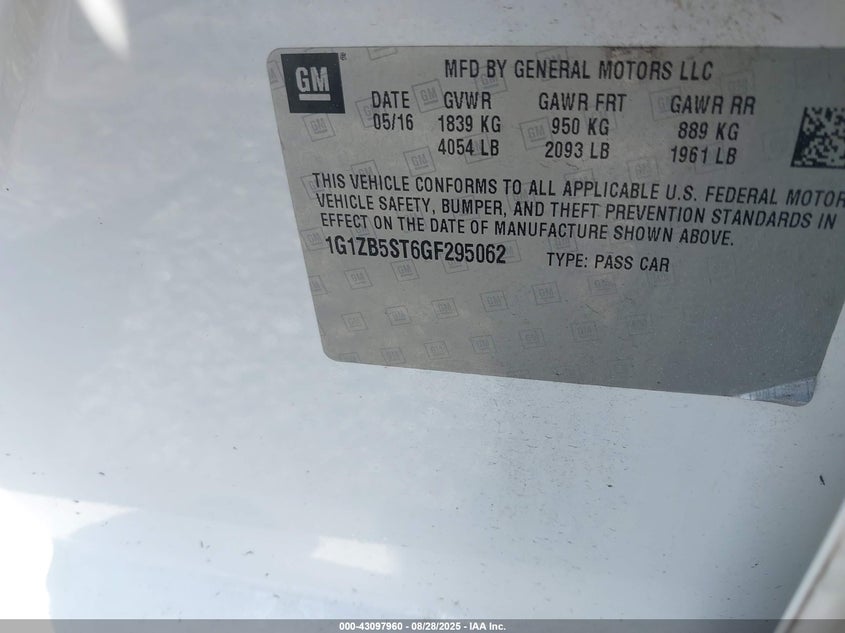 GM
MFD BY GENERAL MOTORS LLC
DATE GVWR GAWR FRT GAWR RR
05/16 1839 KG 950 KG 889 KG
4054 LB 2093 LB 1961 LB
THIS VEHICLE CONFORMS TO ALL APPLICABLE U.S. FEDERAL MOTOR
VEHICLE SAFETY, BUMPER, AND THEFT PREVENTION STANDARDS IN
EFFECT ON THE DATE OF MANUFACTURE SHOWN ABOVE.
1G1ZB5ST6GF295062 TYPE: PASS CAR
000-43097960 - 08/28/2025 - IAA Inc.